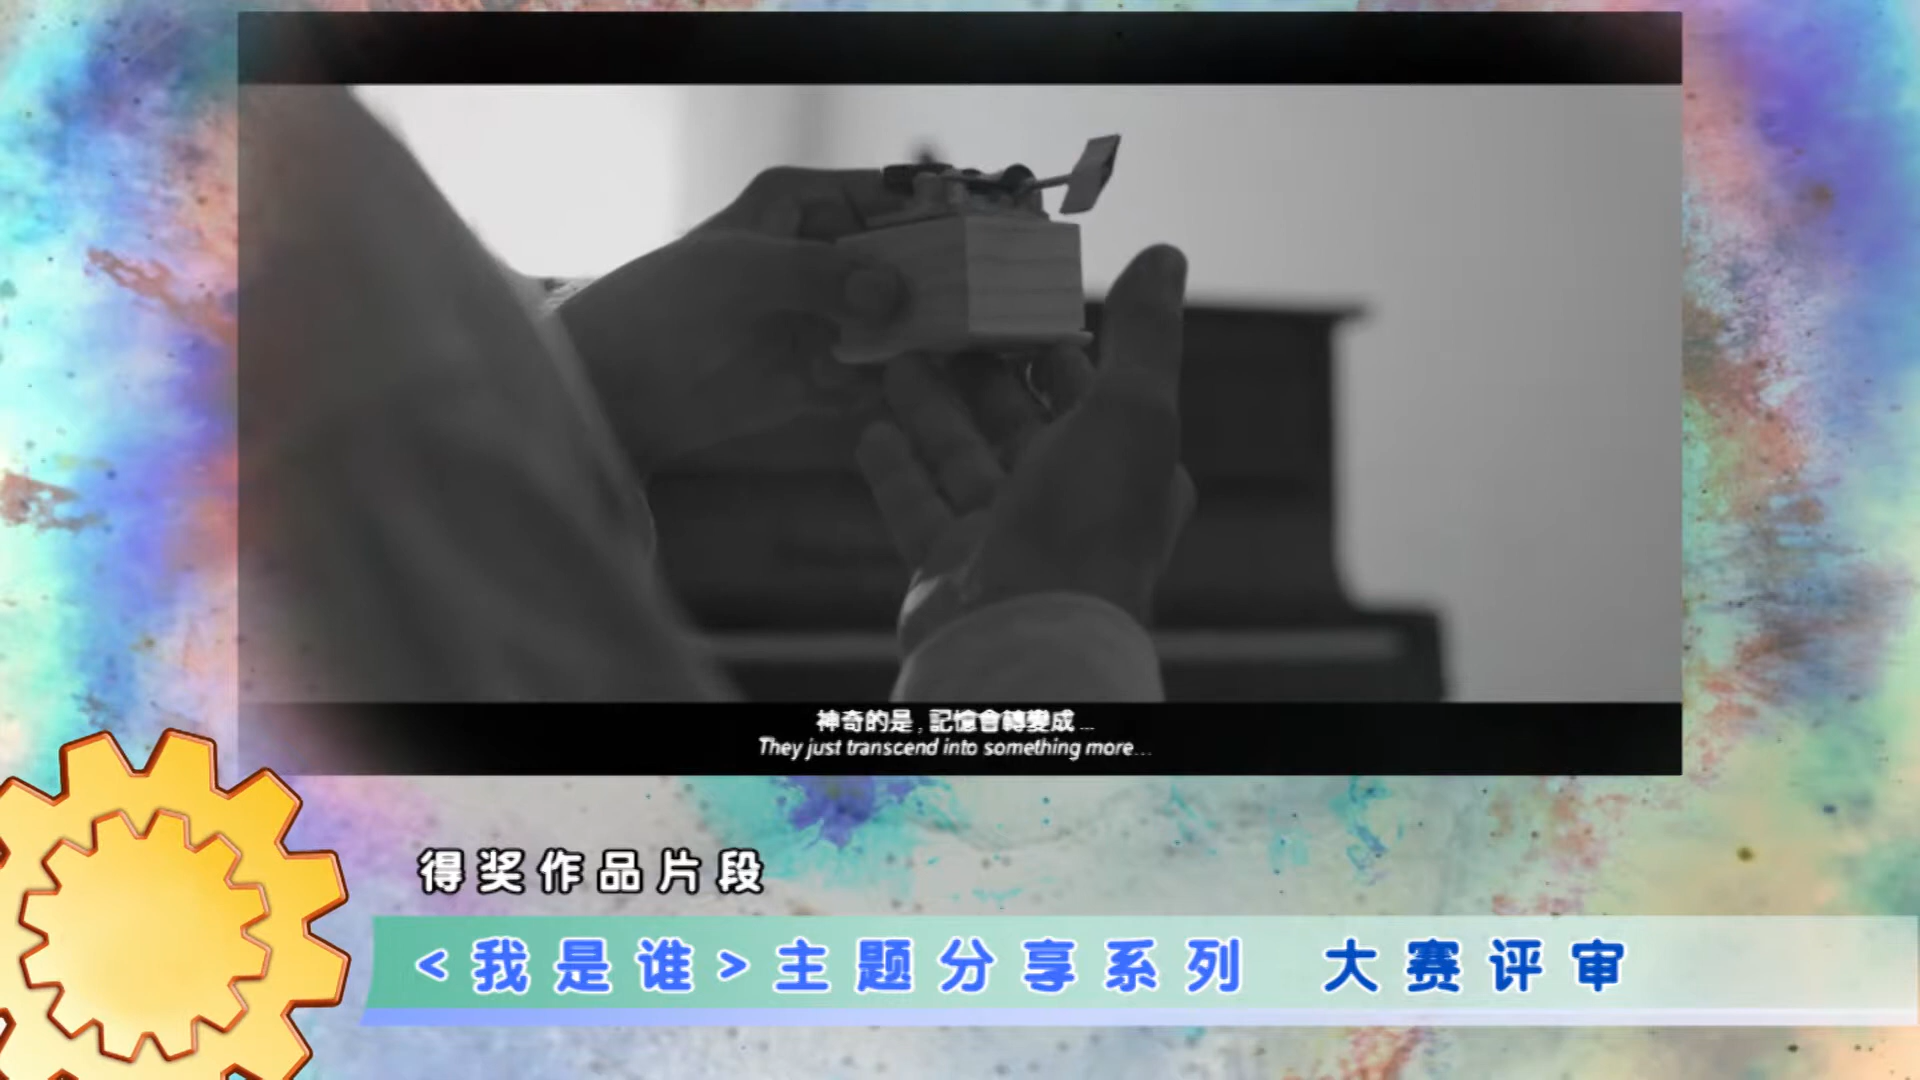 神奇的是, 記憶會轉變成...
They just transcend into something more...
得奖作品片段
<我是谁>主题分享系列 大赛评审